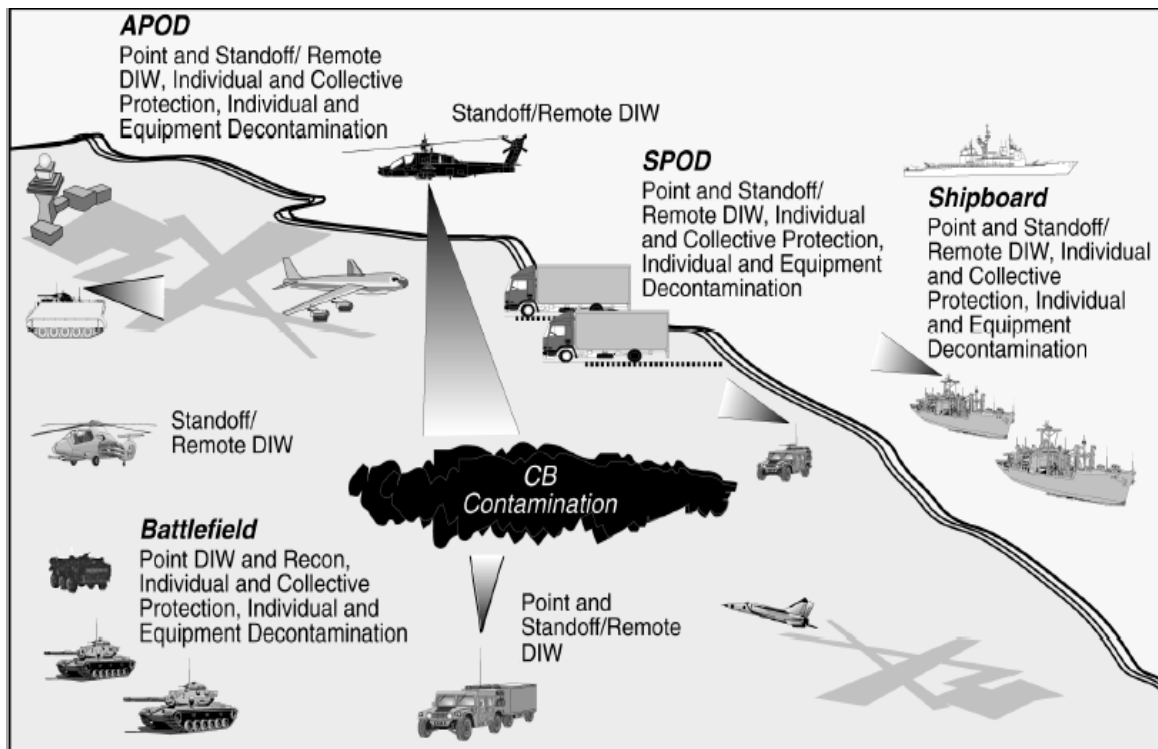 APOD
Point and Standoff/ Remote
DIW, Individual and Collective
Protection, Individual and
Equipment Decontamination
Standoff/Remote DIW
SPOD
Point and Standoff/
Remote DIW, Individual
and Collective Protection,
Individual and Equipment
Decontamination
Shipboard
Point and Standoff/
Remote DIW, Individual
and Collective
Protection, Individual
and Equipment
Decontamination
Standoff/
Remote DIW
CB
Contamination
Battlefield
Point DIW and Recon,
Individual and Collective
Protection, Individual and
Equipment Decontamination
Point and
Standoff/Remote
DIW